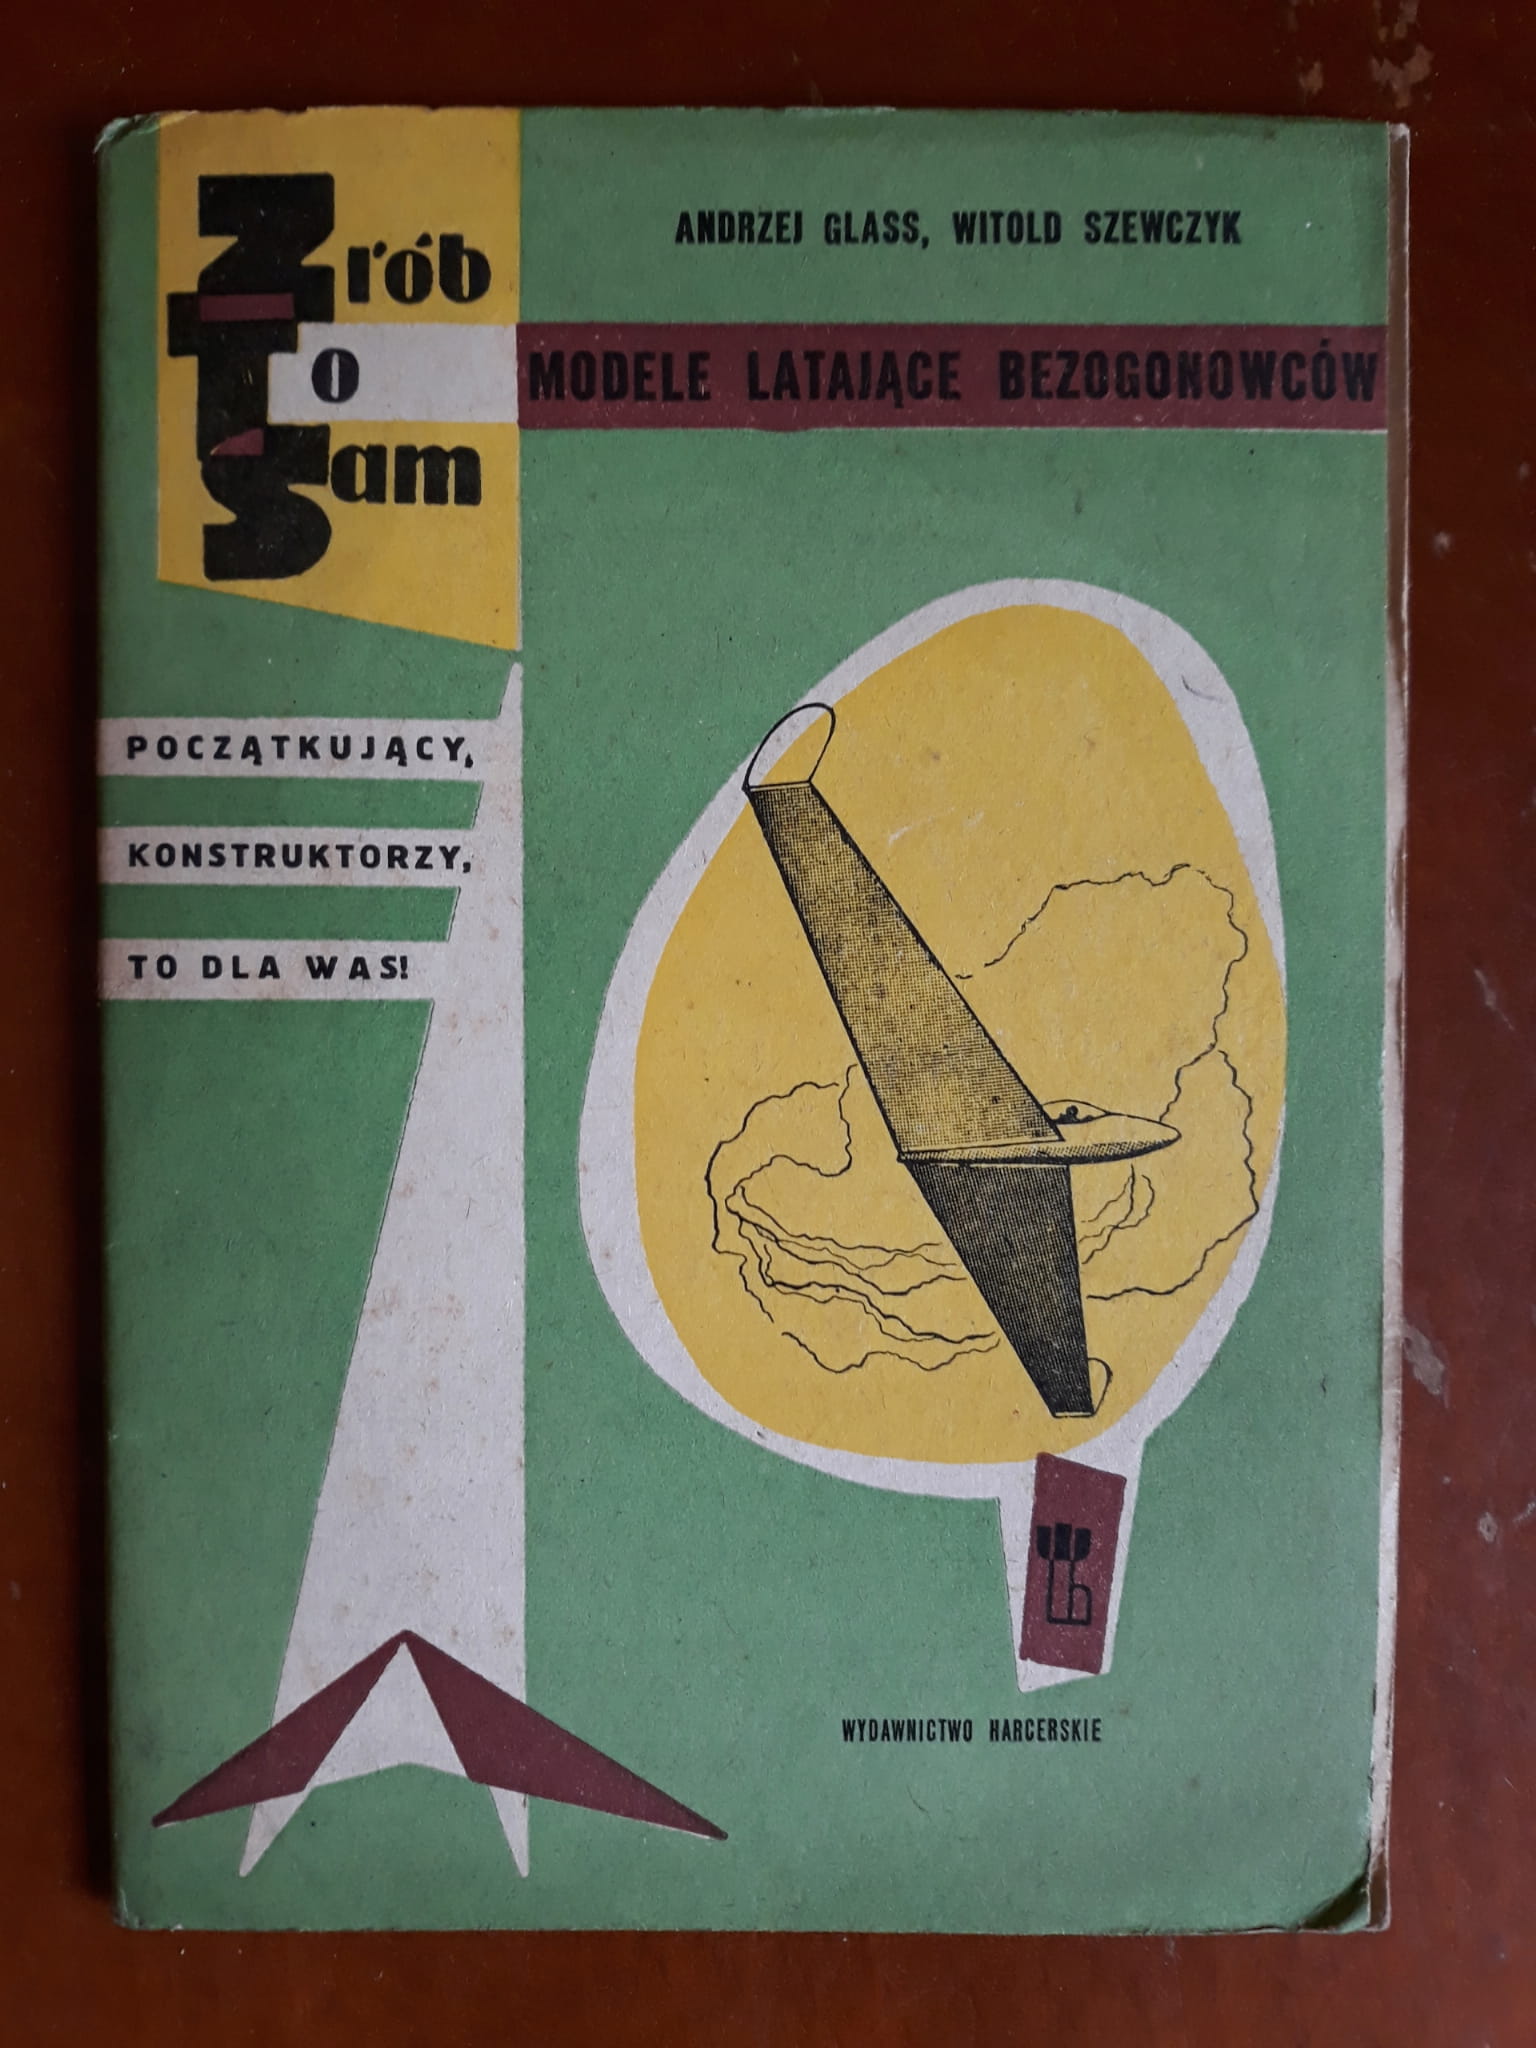 ANDRZEJ GLASS, WITOLD SZEWCZYK
Zrób
To
Sam
MODELE LATAJĄCE BEZOGONOWCÓW
POCZĄTKUJĄCY,
KONSTRUKTORZY,
TO DLA WAS!
WYDAWNICTWO HARCERSKIE